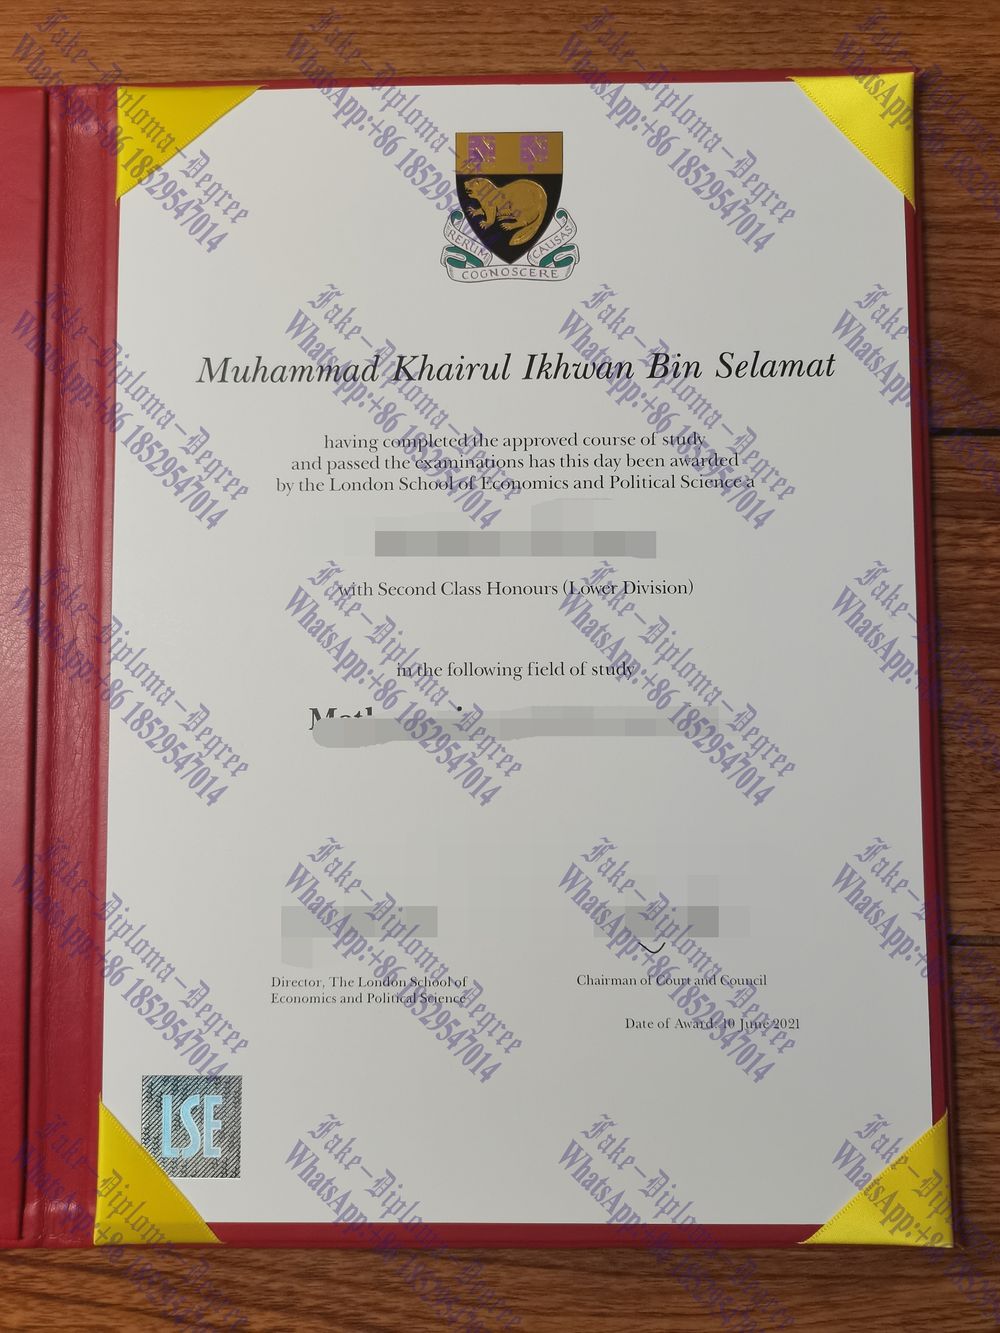 RERUM CAUSAS
COGNOSCERE
Muhammad Khairul Ikhwan Bin Selamat
having completed the approved course of study
and passed the examinations has this day been awarded
by the London School of Economics and Political Science a
with Second Class Honours (Lower Division)
in the following field of study
Director, The London School of
Economics and Political Science
Chairman of Court and Council
Date of Award: 10 June 2021
LSE
Fake-Diploma-Degree
WhatsApp:+86 18529547014